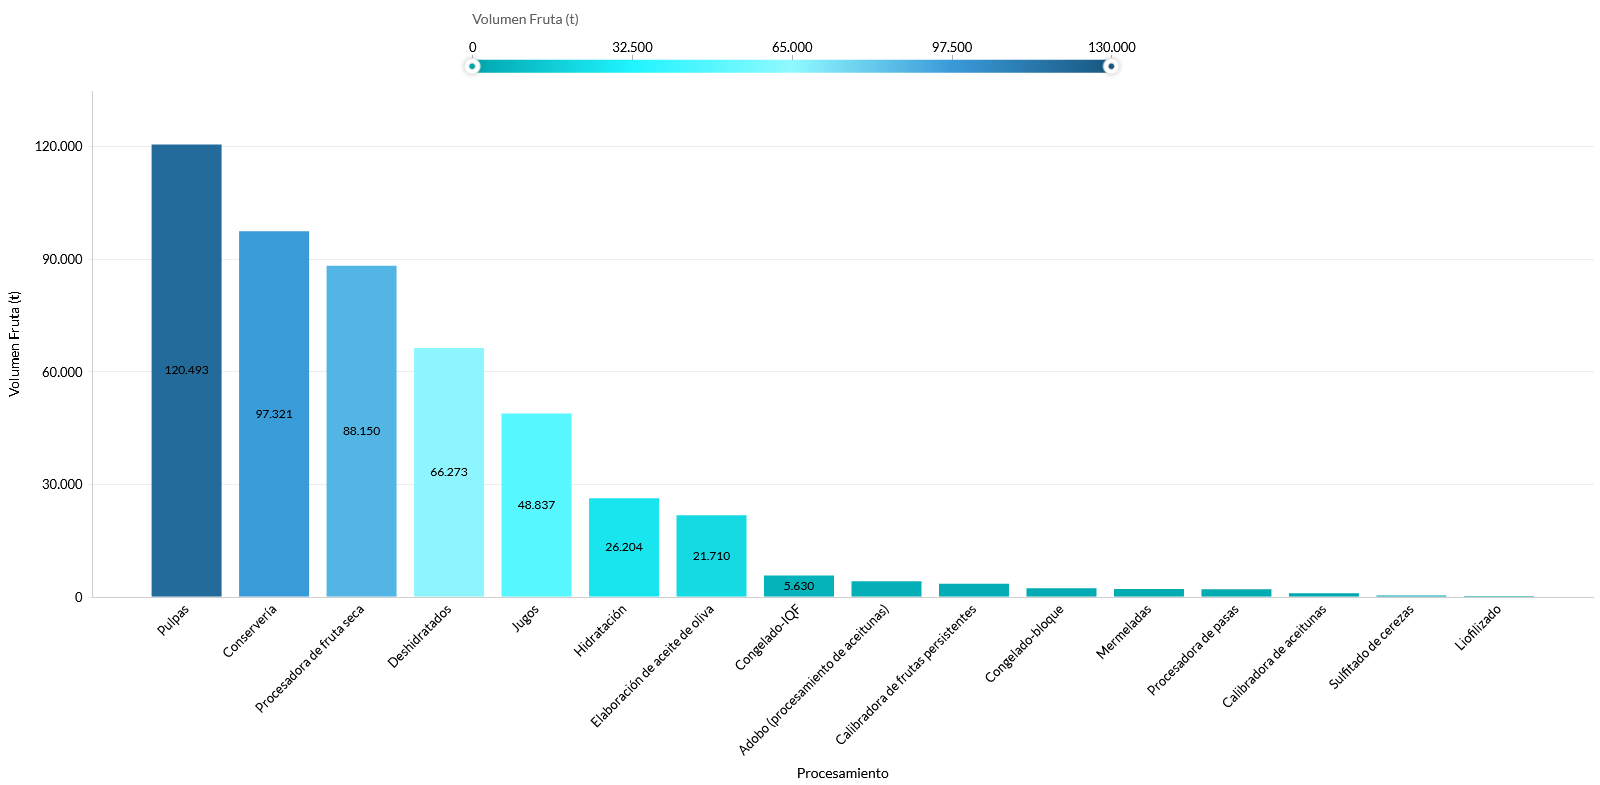 Volumen Fruta (t)
0 32.500 65.000 97.500 130.000
Volumen Fruta (t)
120.000
90.000
60.000
30.000
0
120.493
97.321
88.150
66.273
48.837
26.204
21.710
5.630
Pulpas
Conservería
Procesadora de fruta seca
Deshidratados
Jugos
Hidratación
Elaboración de aceite de oliva
Congelado-IQF
Adobo (procesamiento de aceitunas)
Calibradora de frutas persistentes
Congelado-bloque
Mermeladas
Procesadora de pasas
Calibradora de aceitunas
Sulfitado de cerezas
Liofilizado
Procesamiento